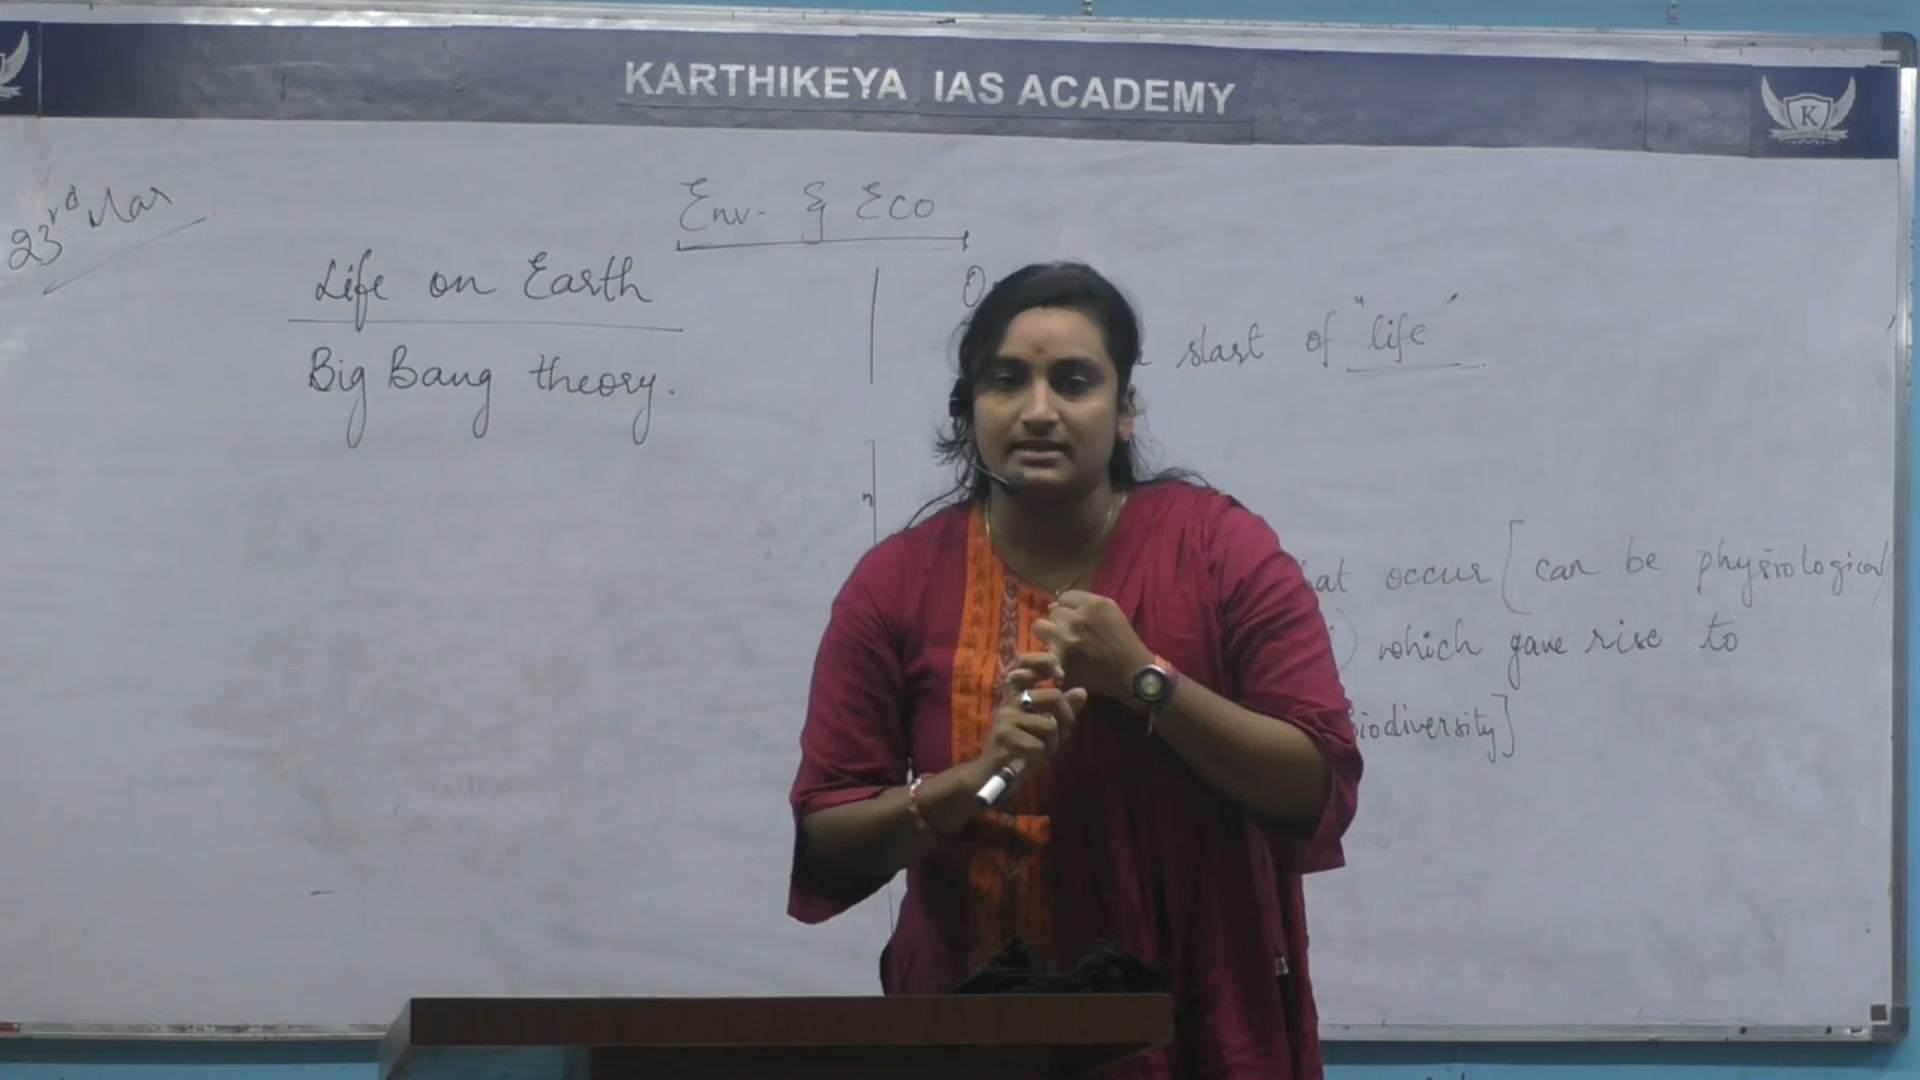 KARTHIKEYA IAS ACADEMY
K
23rd Mar
Env. & Eco
Life on Earth
Big Bang theory.
start of "life"
occur [can be physiological/
which gave rise to
Biodiversity]